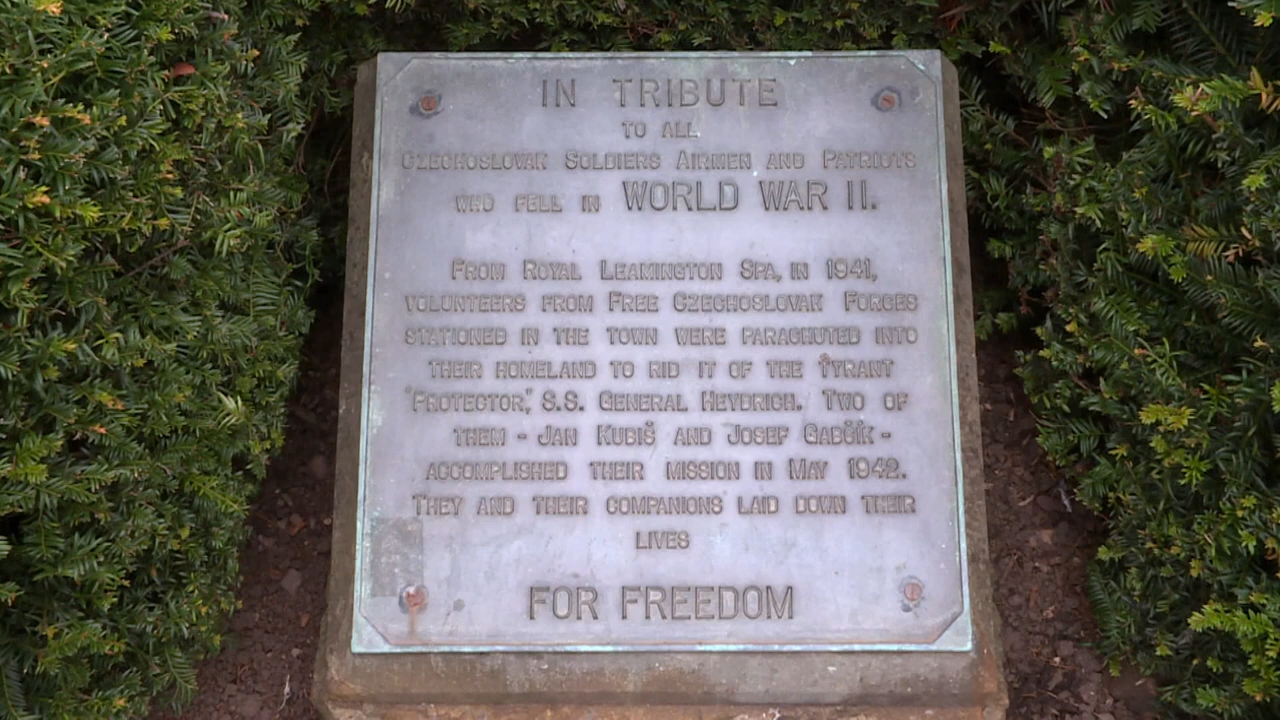 IN TRIBUTE
TO ALL
CZECHOSLOVAK SOLDIERS AIRMEN AND PATRIOTS
WHO FELL IN WORLD WAR II.
FROM ROYAL LEAMINGTON SPA, IN 1941,
VOLUNTEERS FROM FREE CZECHOSLOVAK FORCES
STATIONED IN THE TOWN WERE PARACHUTED INTO
THEIR HOMELAND TO RID IT OF THE TYRANT
'PROTECTOR,' S.S. GENERAL HEYDRICH. TWO OF
THEM - JAN KUBIŠ AND JOSEF GABČÍK -
ACCOMPLISHED THEIR MISSION IN MAY 1942.
THEY AND THEIR COMPANIONS LAID DOWN THEIR
LIVES
FOR FREEDOM